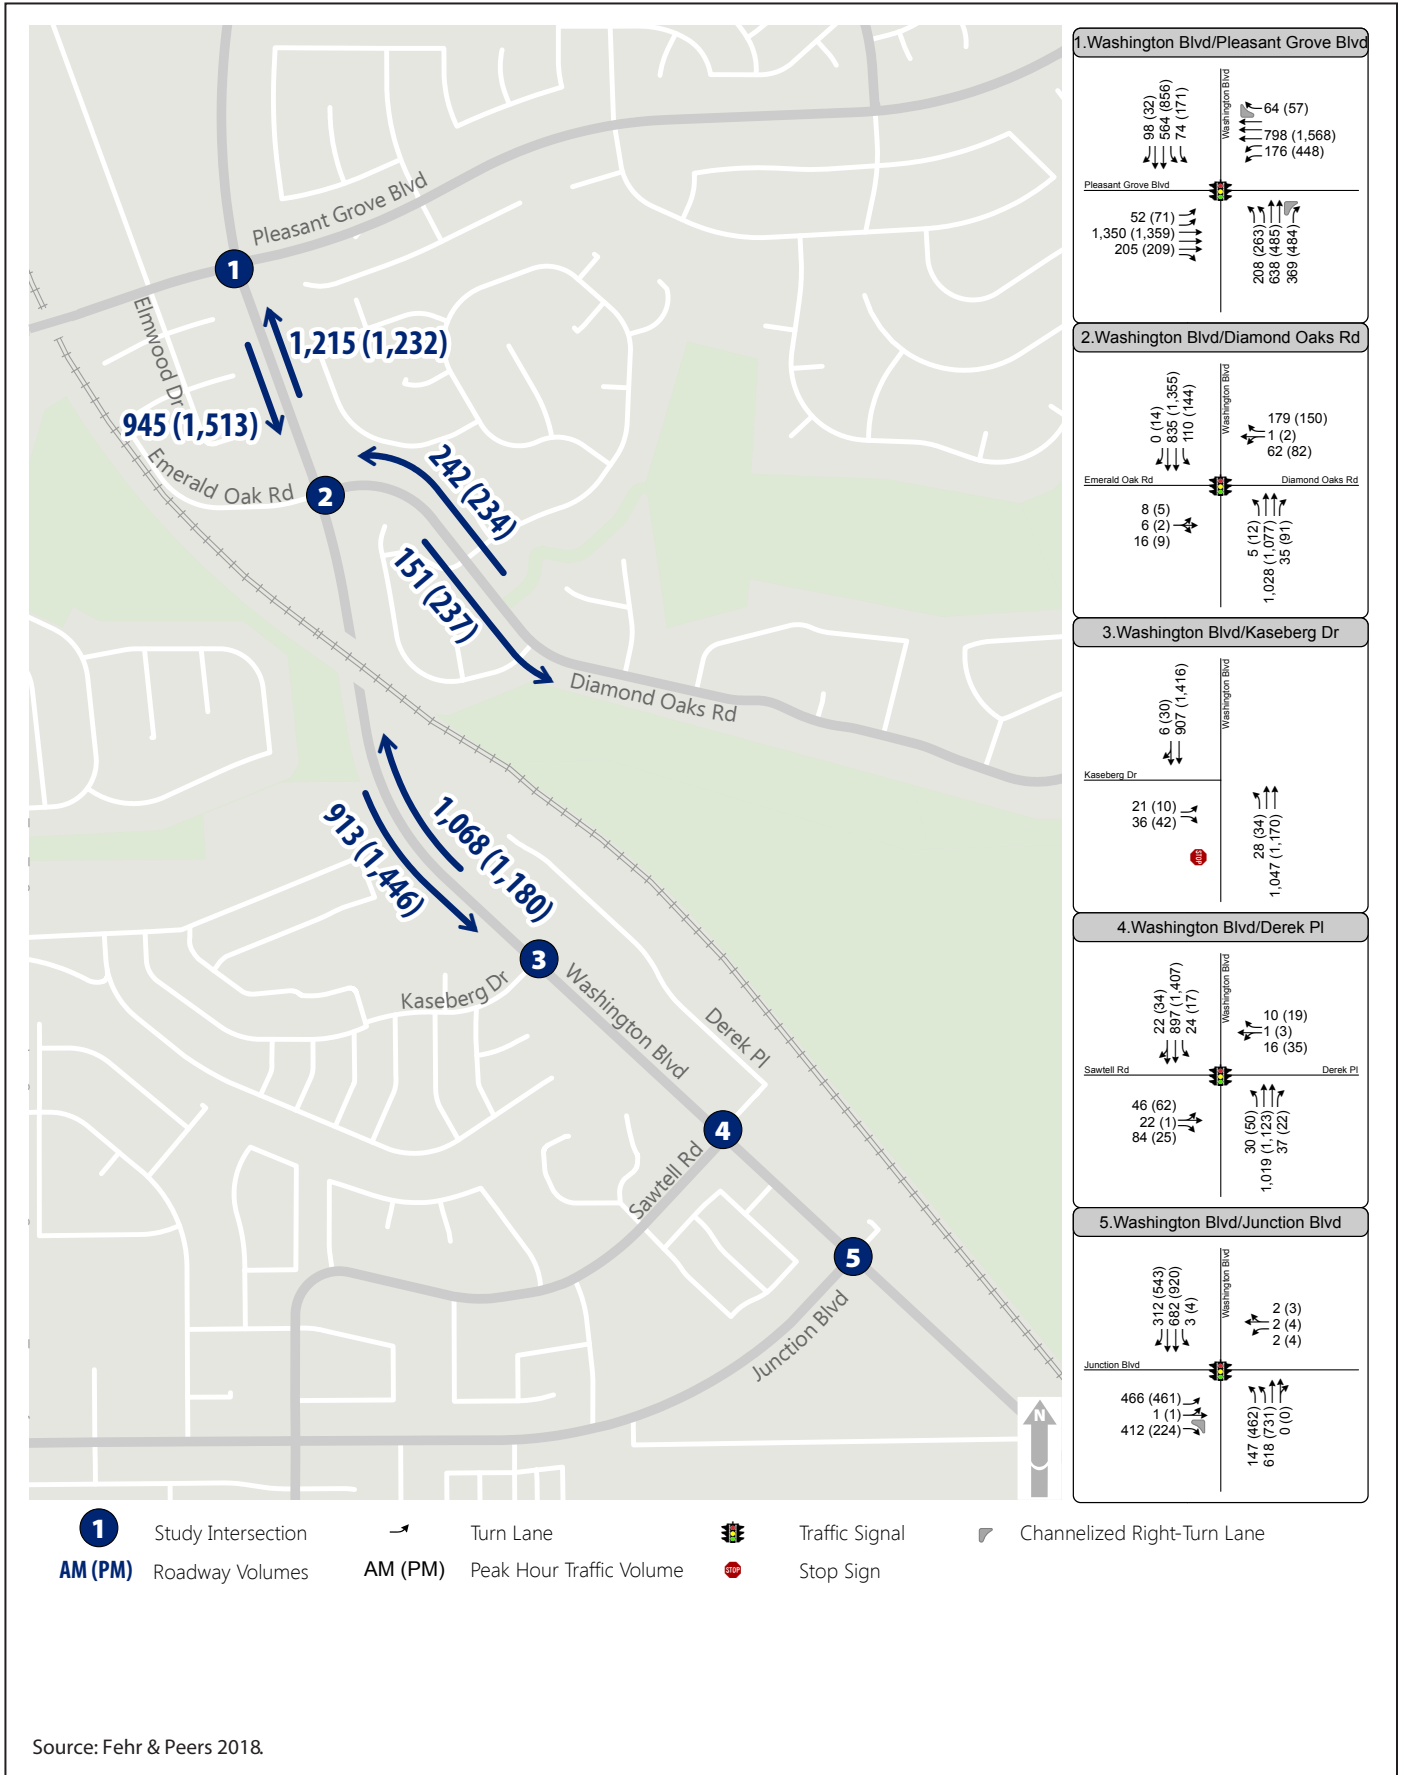 Pleasant Grove Blvd
1
Elmwood Dr
1,215 (1,232)
945 (1,513)
Emerald Oak Rd
2
242 (234)
151 (237)
Diamond Oaks Rd
1,068 (1,180)
913 (1,446)
3
Kaseberg Dr
Washington Blvd
Derek Pl
4
Sawtell Rd
5
Junction Blvd
N
1.Washington Blvd/Pleasant Grove Blvd
98 (32)
564 (856)
74 (171)
Washington Blvd
64 (57)
798 (1,568)
176 (448)
Pleasant Grove Blvd
52 (71)
1,350 (1,359)
205 (209)
208 (263)
638 (485)
369 (484)
2.Washington Blvd/Diamond Oaks Rd
0 (14)
835 (1,355)
110 (144)
Washington Blvd
179 (150)
1 (2)
62 (82)
Emerald Oak Rd
Diamond Oaks Rd
8 (5)
6 (2)
16 (9)
5 (12)
1,028 (1,077)
35 (91)
3.Washington Blvd/Kaseberg Dr
6 (30)
907 (1,416)
Washington Blvd
Kaseberg Dr
21 (10)
36 (42)
STOP
28 (34)
1,047 (1,170)
4.Washington Blvd/Derek Pl
22 (34)
897 (1,407)
24 (17)
Washington Blvd
10 (19)
1 (3)
16 (35)
Sawtell Rd
Derek Pl
46 (62)
22 (1)
84 (25)
30 (50)
1,019 (1,123)
37 (22)
5.Washington Blvd/Junction Blvd
312 (543)
682 (920)
3 (4)
Washington Blvd
2 (3)
2 (4)
2 (4)
Junction Blvd
466 (461)
1 (1)
412 (224)
147 (462)
618 (731)
0 (0)
1 Study Intersection
Turn Lane
Traffic Signal
Channelized Right-Turn Lane
AM (PM) Roadway Volumes
AM (PM) Peak Hour Traffic Volume
STOP Stop Sign
Source: Fehr & Peers 2018.